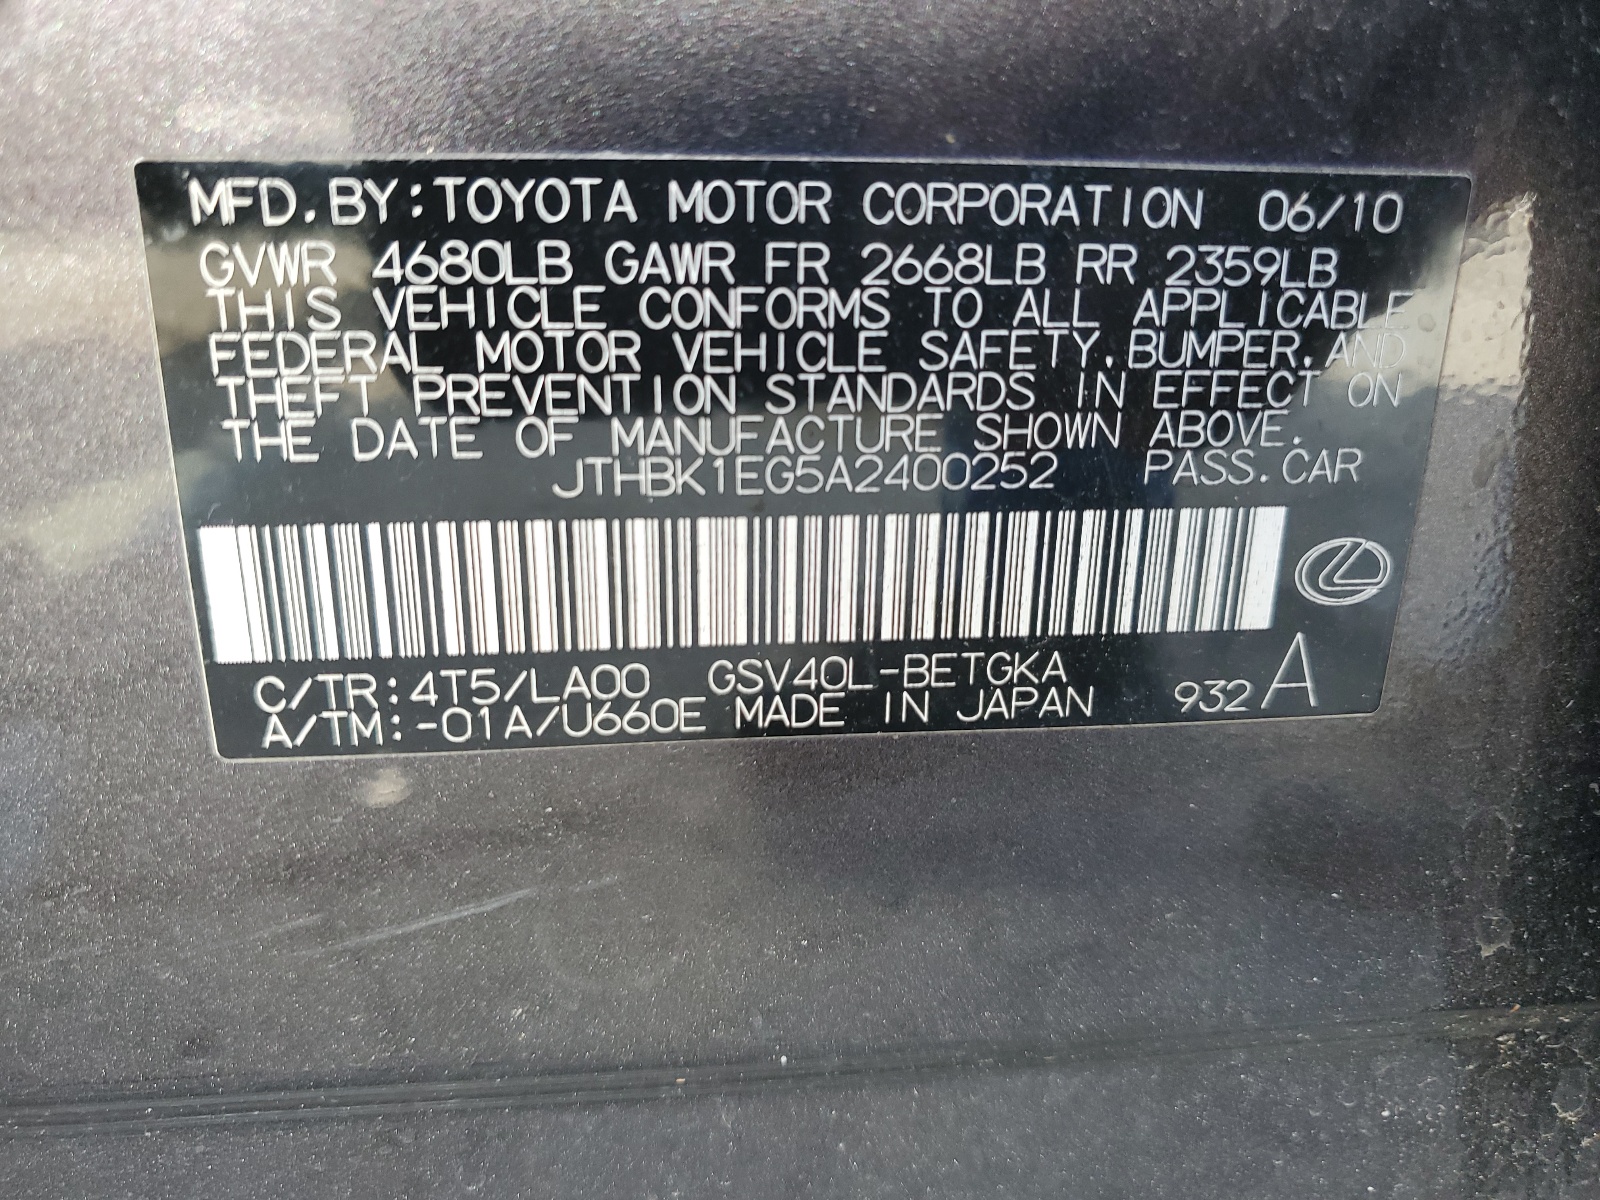 MFD. BY: TOYOTA MOTOR CORPORATION 06/10
GVWR 4680LB GAWR FR 2668LB RR 2359LB
THIS VEHICLE CONFORMS TO ALL APPLICABLE
FEDERAL MOTOR VEHICLE SAFETY, BUMPER, AND
THEFT PREVENTION STANDARDS IN EFFECT ON
THE DATE OF MANUFACTURE SHOWN ABOVE.
JTHBK1EG5A2400252 PASS. CAR
C/TR: 4T5/LA00 GSV40L-BETGKA
A/TM: -01A/U660E MADE IN JAPAN 932 A